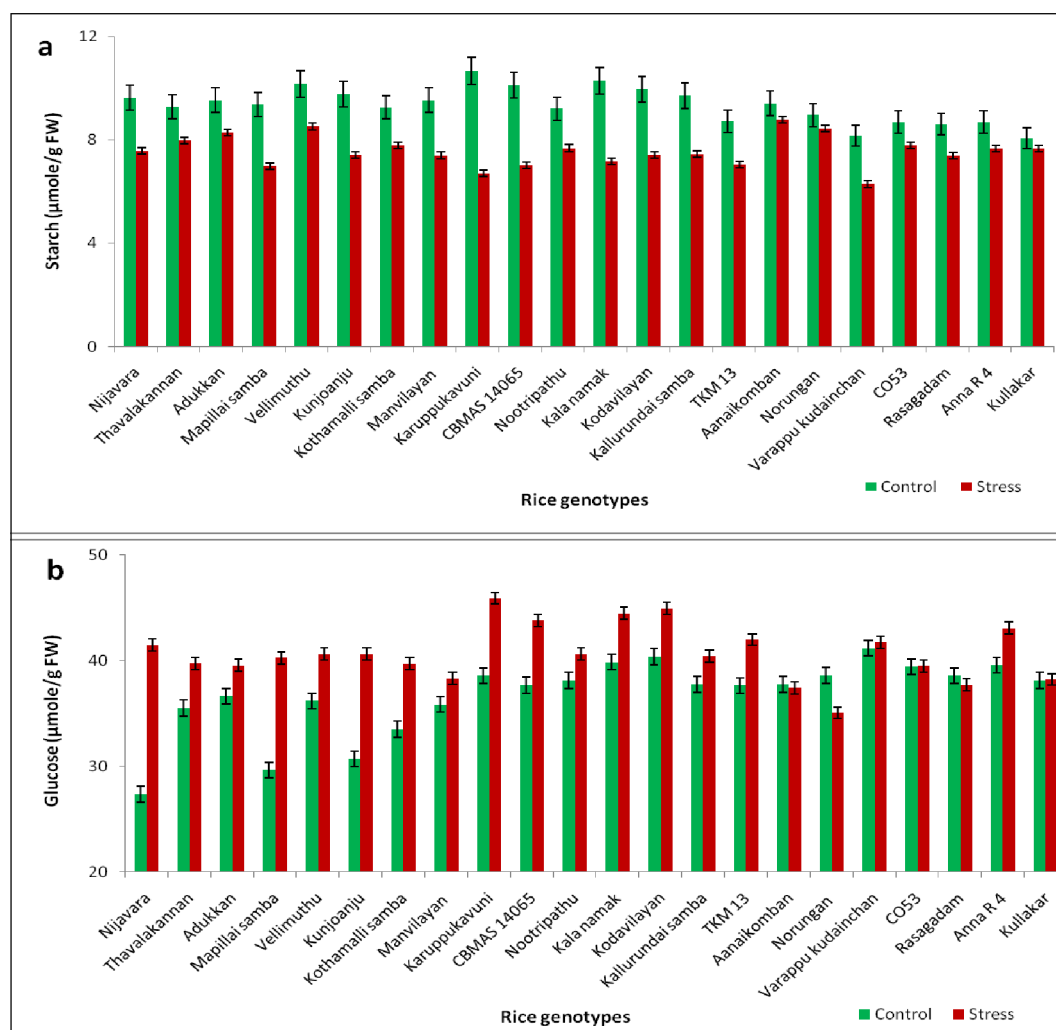 a
Starch (µmole/g FW)
12
8
4
0
Nijavara
Thavalakannan
Adukkan
Mapillai samba
Vellimuthu
Kunjoanju
Kothamalli samba
Manvilayan
Karuppukavuni
CBMAS 14065
Nootripathu
Kala namak
Kodavilayan
Kallurundai samba
TKM 13
Aanaikomban
Norungan
Varappu kudainchan
CO53
Rasagadam
Anna R 4
Kullakar
Rice genotypes
Control
Stress
b
Glucose (µmole/g FW)
50
40
30
20
Nijavara
Thavalakannan
Adukkan
Mapillai samba
Vellimuthu
Kunjoanju
Kothamalli samba
Manvilayan
Karuppukavuni
CBMAS 14065
Nootripathu
Kala namak
Kodavilayan
Kallurundai samba
TKM 13
Aanaikomban
Norungan
Varappu kudainchan
CO53
Rasagadam
Anna R 4
Kullakar
Rice genotypes
Control
Stress